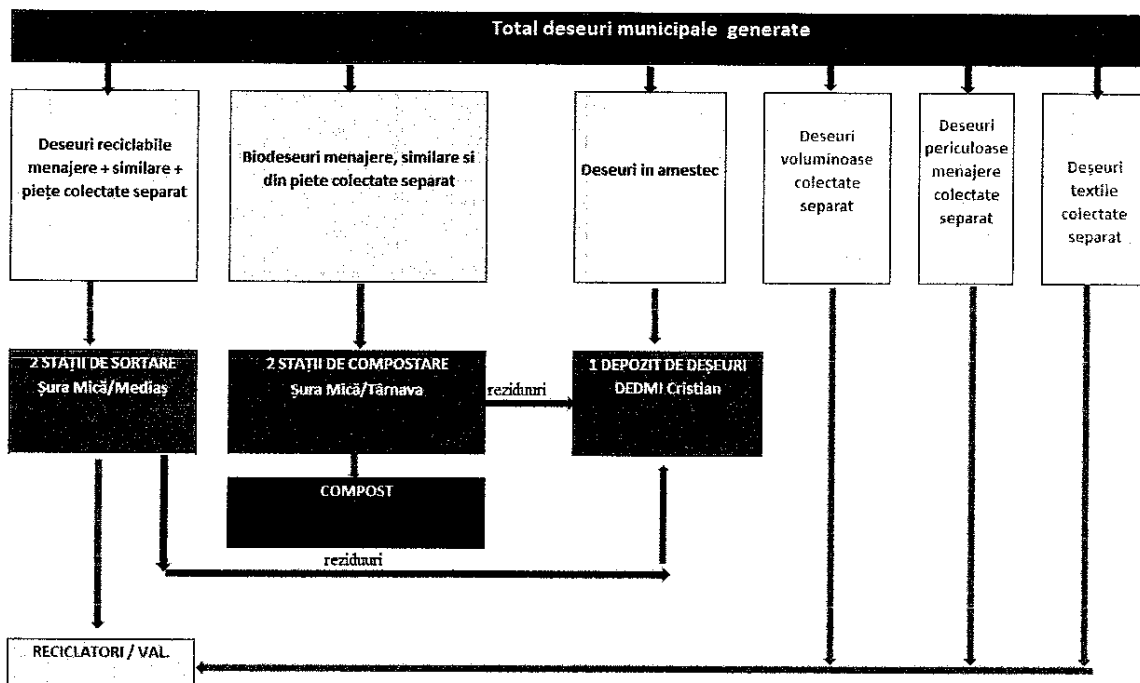 Total deseuri municipale generate
Deseuri reciclabile
menajere + similare +
piețe colectate separat
Biodeseuri menajere, similare si
din piete colectate separat
Deseuri in amestec
Deseuri
voluminoase
colectate
separat
Deseuri
periculoase
menajere
colectate
separat
Deșeuri
textile
colectate
separat
2 STAȚII DE SORTARE
Șura Mică/Mediaș
2 STAȚII DE COMPOSTARE
Șura Mică/Târnava
reziduuri
1 DEPOZIT DE DEȘEURI
DEDMI Cristian
COMPOST
reziduuri
RECICLATORI / VAL.